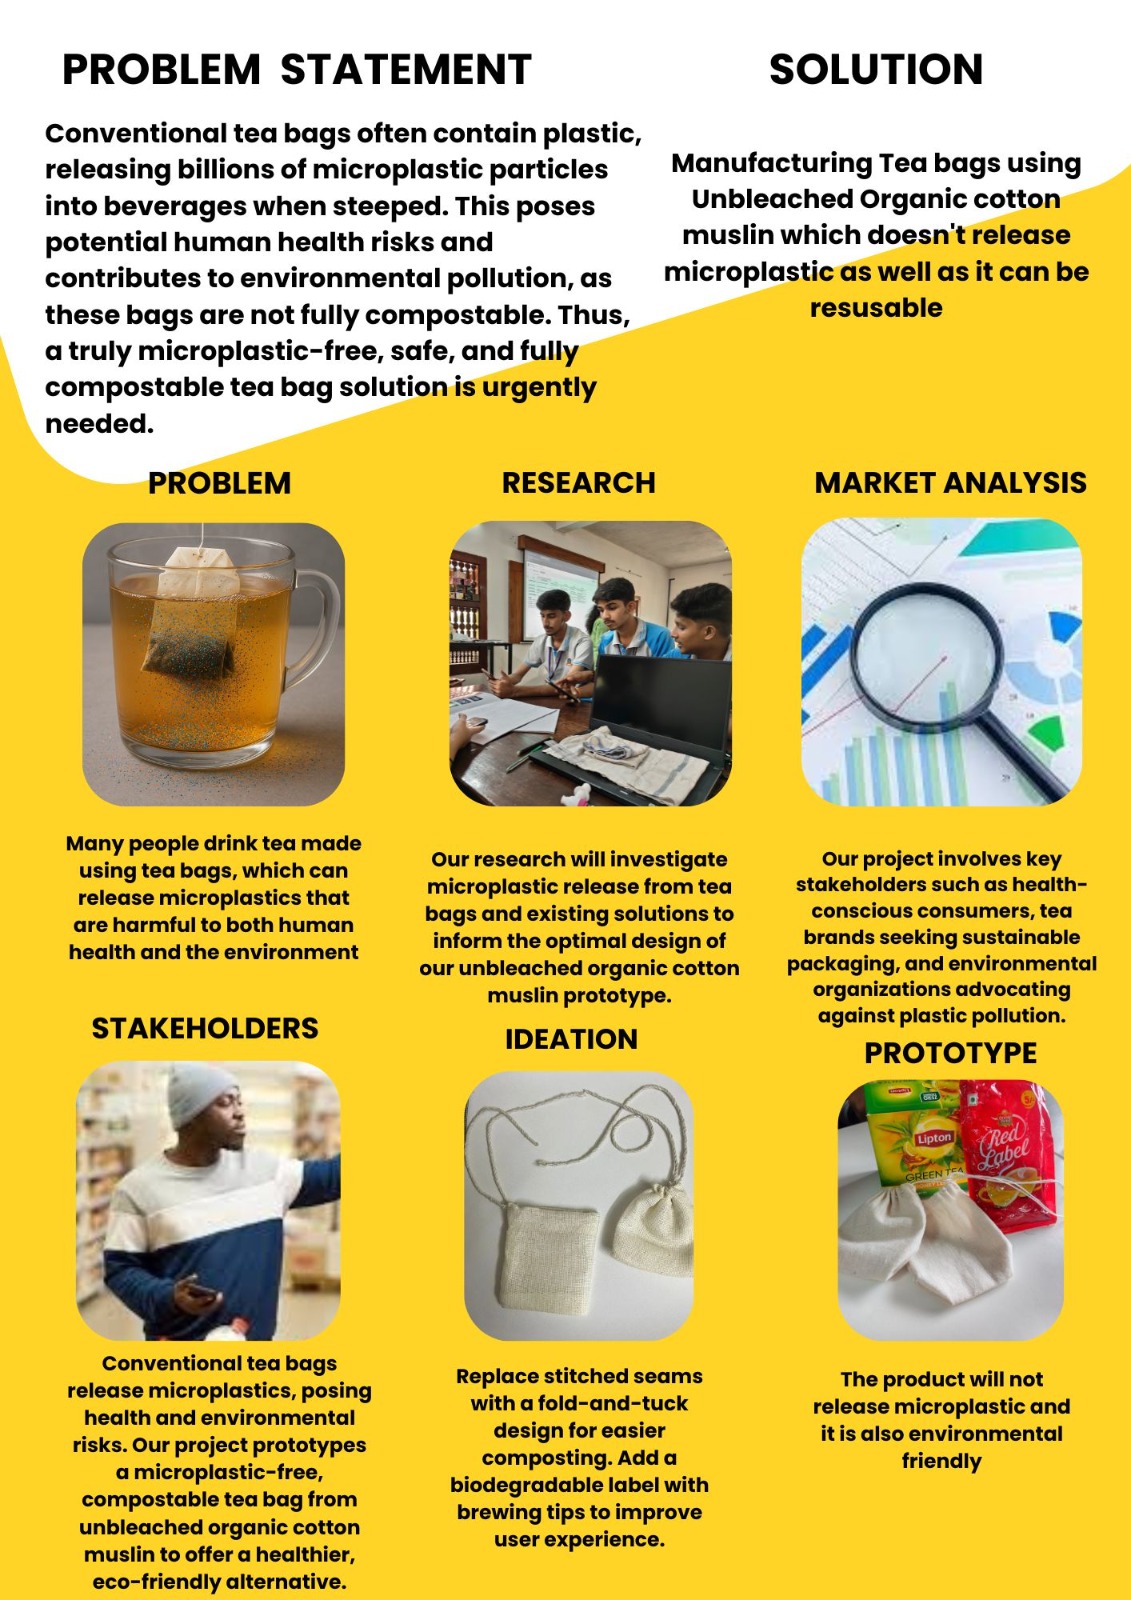 PROBLEM STATEMENT
Conventional tea bags often contain plastic,
releasing billions of microplastic particles
into beverages when steeped. This poses
potential human health risks and
contributes to environmental pollution, as
these bags are not fully compostable. Thus,
a truly microplastic-free, safe, and fully
compostable tea bag solution is urgently
needed.
SOLUTION
Manufacturing Tea bags using
Unbleached Organic cotton
muslin which doesn't release
microplastic as well as it can be
resusable
PROBLEM
Many people drink tea made
using tea bags, which can
release microplastics that
are harmful to both human
health and the environment
RESEARCH
Our research will investigate
microplastic release from tea
bags and existing solutions to
inform the optimal design of
our unbleached organic cotton
muslin prototype.
MARKET ANALYSIS
Our project involves key
stakeholders such as health-
conscious consumers, tea
brands seeking sustainable
packaging, and environmental
organizations advocating
against plastic pollution.
STAKEHOLDERS
Conventional tea bags
release microplastics, posing
health and environmental
risks. Our project prototypes
a microplastic-free,
compostable tea bag from
unbleached organic cotton
muslin to offer a healthier,
eco-friendly alternative.
IDEATION
Replace stitched seams
with a fold-and-tuck
design for easier
composting. Add a
biodegradable label with
brewing tips to improve
user experience.
PROTOTYPE
Lipton
GREEN TEA
Red
Label
The product will not
release microplastic and
it is also environmental
friendly